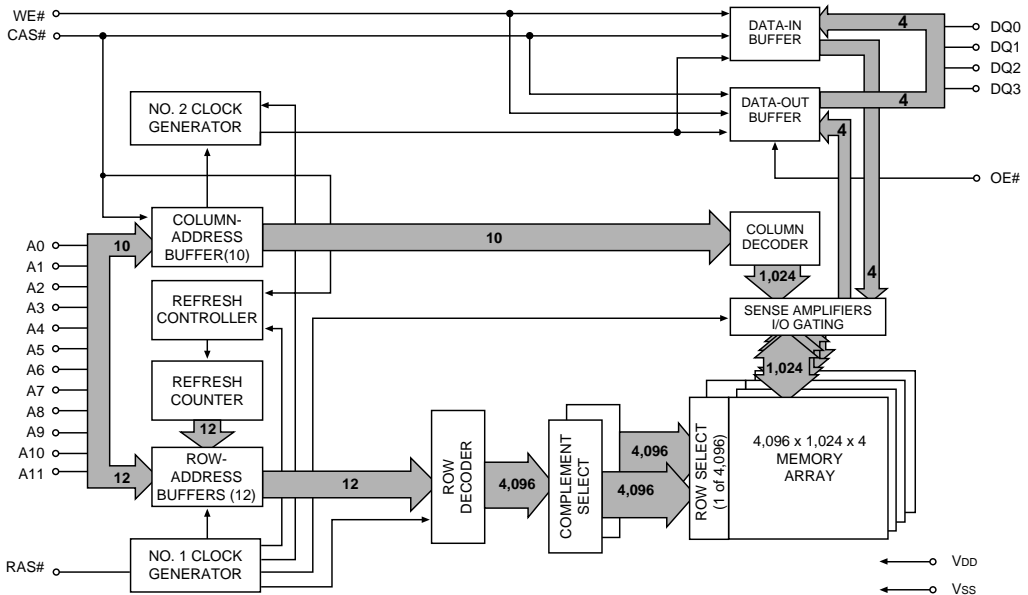 WE#
CAS#
DATA-IN
BUFFER
4
DQ0
DQ1
DQ2
DQ3
NO. 2 CLOCK
GENERATOR
DATA-OUT
BUFFER
4
4
OE#
COLUMN-
ADDRESS
BUFFER(10)
10
10
COLUMN
DECODER
1,024
4
A0
A1
A2
A3
A4
A5
A6
A7
A8
A9
A10
A11
REFRESH
CONTROLLER
SENSE AMPLIFIERS
I/O GATING
1,024
REFRESH
COUNTER
12
ROW-
ADDRESS
BUFFERS (12)
12
12
ROW
DECODER
4,096
COMPLEMENT
SELECT
4,096
4,096
ROW SELECT
(1 of 4,096)
4,096 x 1,024 x 4
MEMORY
ARRAY
RAS#
NO. 1 CLOCK
GENERATOR
VDD
VSS